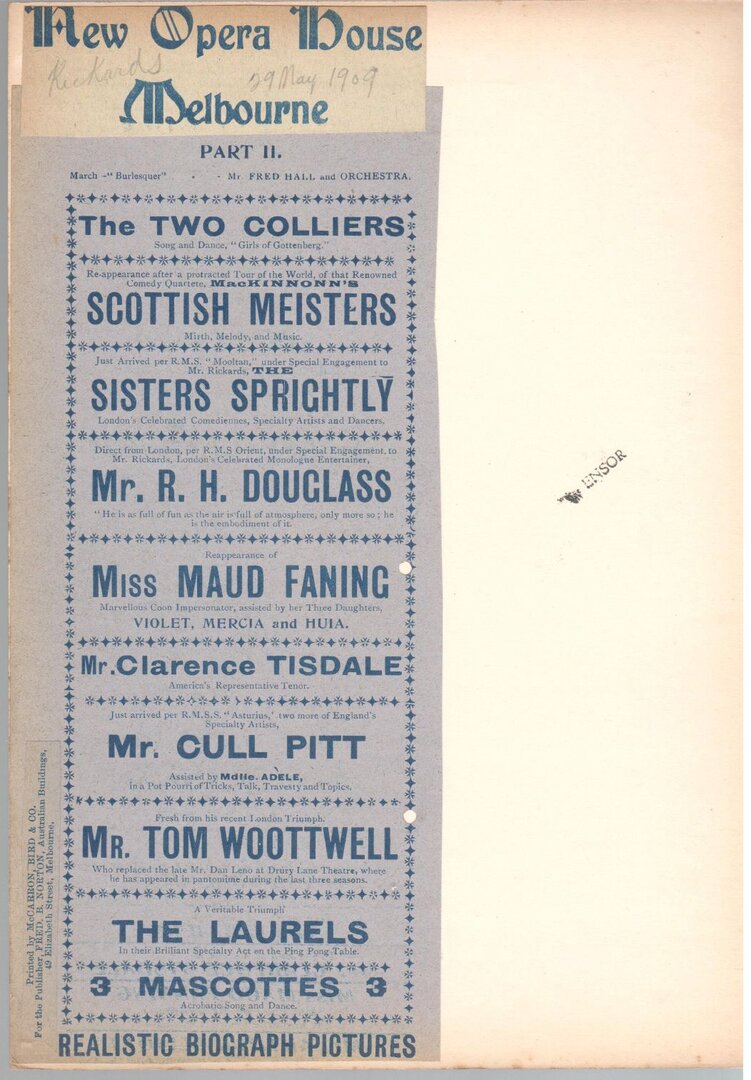 New Opera House
Rickards 29 May 1909
Melbourne
PART II.
March -"Burlesquer" - - Mr. FRED HALL and ORCHESTRA.
The TWO COLLIERS
Song and Dance, "Girls of Gottenberg."
Re-appearance after a protracted Tour of the World, of that Renowned
Comedy Quartete, MacKINNONN'S
SCOTTISH MEISTERS
Mirth, Melody, and Music.
Just Arrived per R.M.S. "Mooltan," under Special Engagement to
Mr. Rickards, THE
SISTERS SPRIGHTLY
London's Celebrated Comediennes, Specialty Artists and Dancers.
Direct from London, per R.M.S Orient, under Special Engagement, to
Mr. Rickards, London's Celebrated Monologue Entertainer,
Mr. R. H. DOUGLASS
"He is as full of fun as the air is full of atmosphere, only more so; he
is the embodiment of it.
Reappearance of
Miss MAUD FANING
Marvellous Coon Impersonator, assisted by her Three Daughters,
VIOLET, MERCIA and HUIA.
Mr. Clarence TISDALE
America's Representative Tenor.
Just arrived per R.M.S.S. "Asturius,' two more of England's
Specialty Artists,
Mr. CULL PITT
Assisted by Mdlle. ADÈLE,
in a Pot Pourri of Tricks, Talk, Travesty and Topics.
Fresh from his recent London Triumph.
MR. TOM WOOTTWELL
Who replaced the late Mr. Dan Leno at Drury Lane Theatre, where
he has appeared in pantomime during the last three seasons.
A Veritable Triumph
THE LAURELS
In their Brilliant Specialty Act on the Ping Pong Table.
3 MASCOTTES 3
Acrobatic Song and Dance.
REALISTIC BIOGRAPH PICTURES
Printed by McCARRON, BIRD & CO.
For the Publisher FRED. B. NORTON, Australian Buildings,
49 Elizabeth Street, Melbourne.
ENSOR